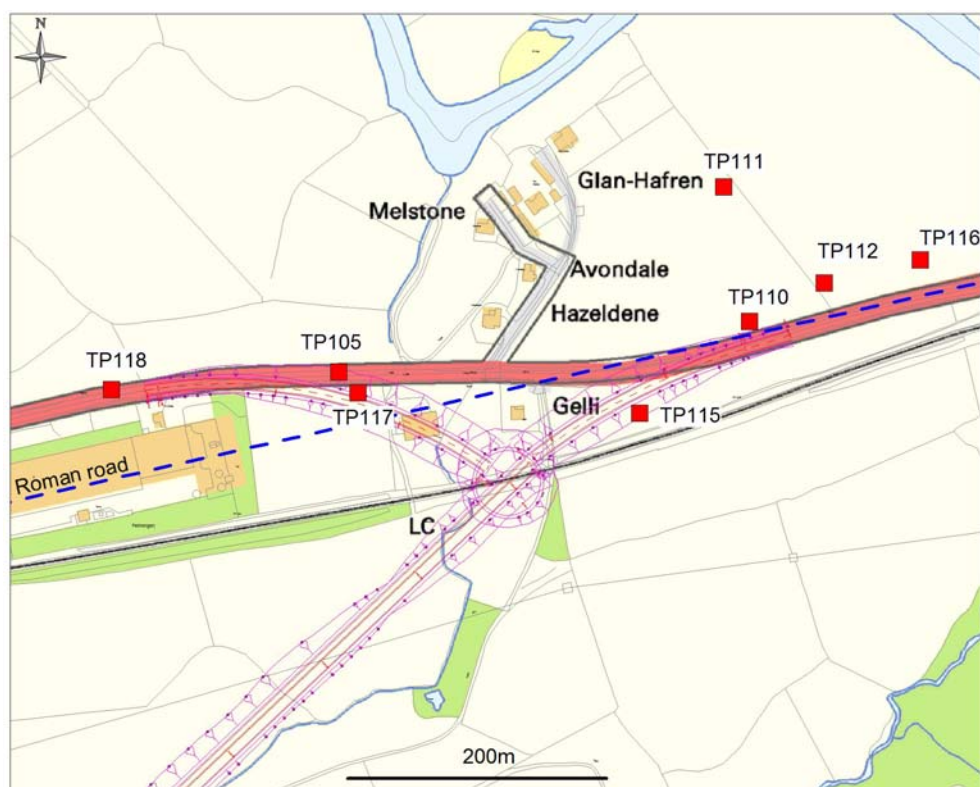 N
TP111
Glan-Hafren
Melstone
TP116
TP112
Avondale
TP110
Hazeldene
TP105
TP118
Gelli
TP117
TP115
Roman road
LC
200m